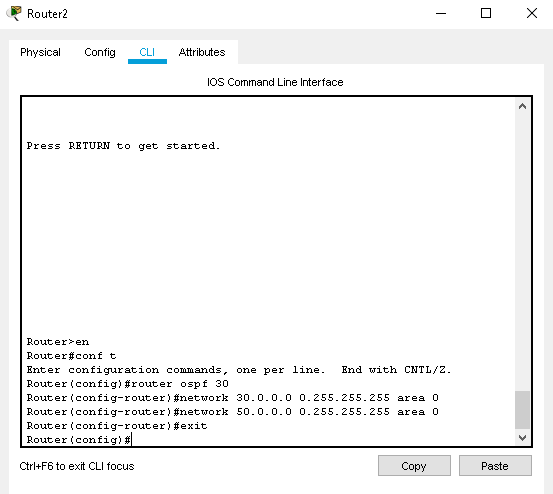 Router2
Physical Config CLI Attributes
IOS Command Line Interface
Press RETURN to get started.
Router>en
Router#conf t
Enter configuration commands, one per line.  End with CNTL/Z.
Router(config)#router ospf 30
Router(config-router)#network 30.0.0.0 0.255.255.255 area 0
Router(config-router)#network 50.0.0.0 0.255.255.255 area 0
Router(config-router)#exit
Router(config)#
Ctrl+F6 to exit CLI focus Copy Paste